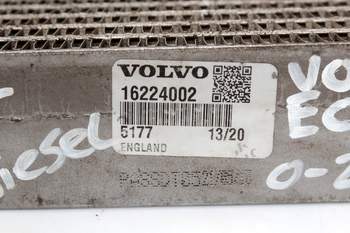 VOLVO
16224002
5177 13/20
ENGLAND
Diesel
VO
EC
0-2